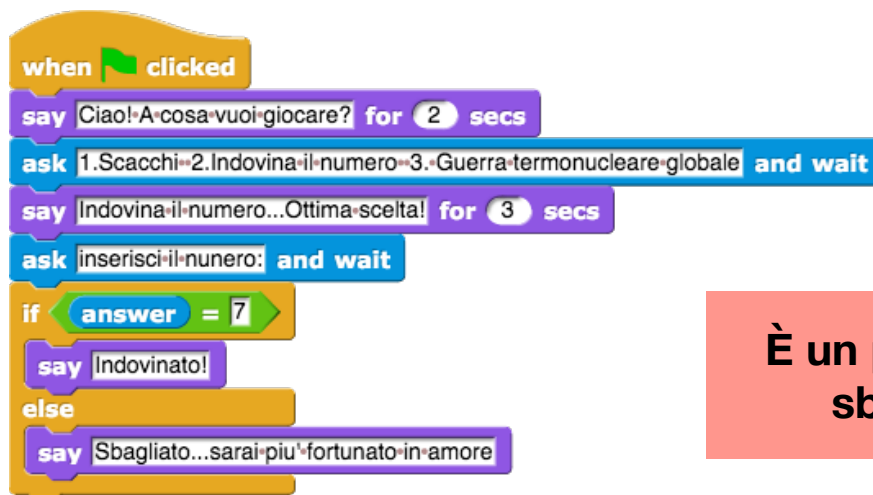 when clicked
say Ciao! A cosa vuoi giocare? for 2 secs
ask 1.Scacchi  2.Indovina il numero  3. Guerra termonucleare globale and wait
say Indovina il numero...Ottima scelta! for 3 secs
ask inserisci il nunero: and wait
if answer = 7
say Indovinato!
else
say Sbagliato...sarai piu' fortunato in amore
È un